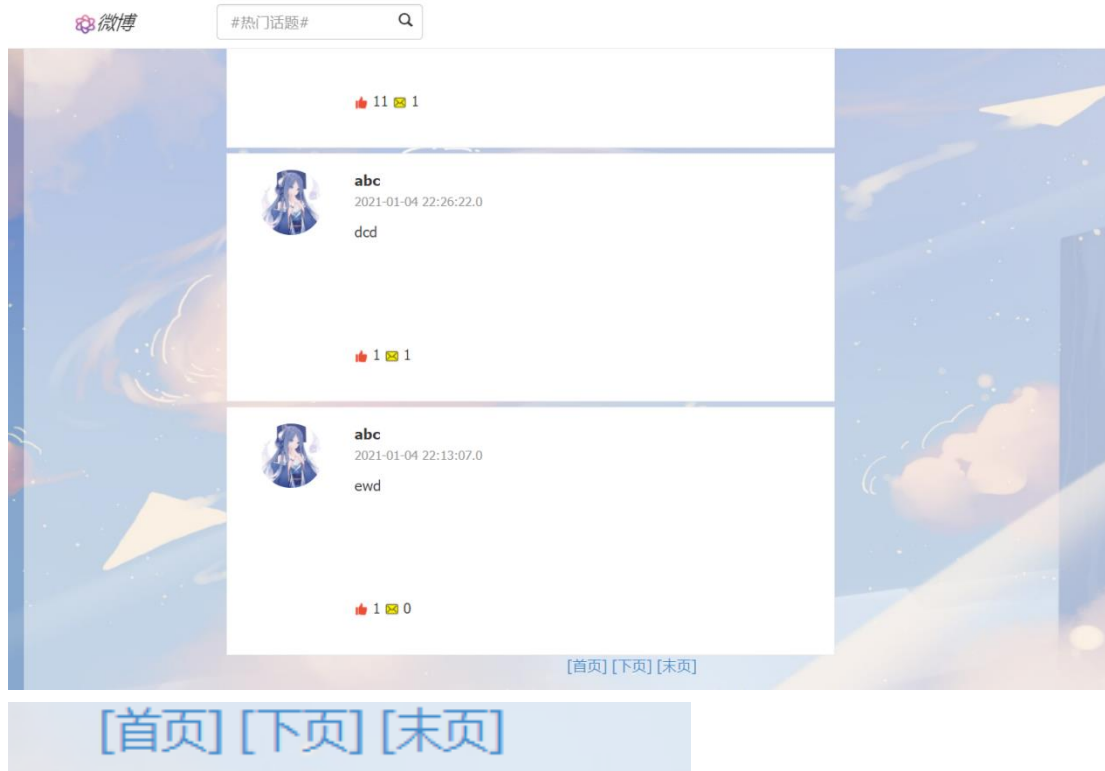 微博
#热门话题#
11 1
abc
2021-01-04 22:26:22.0
dcd
1 1
abc
2021-01-04 22:13:07.0
ewd
1 0
[首页] [下页] [末页]
[首页] [下页] [末页]